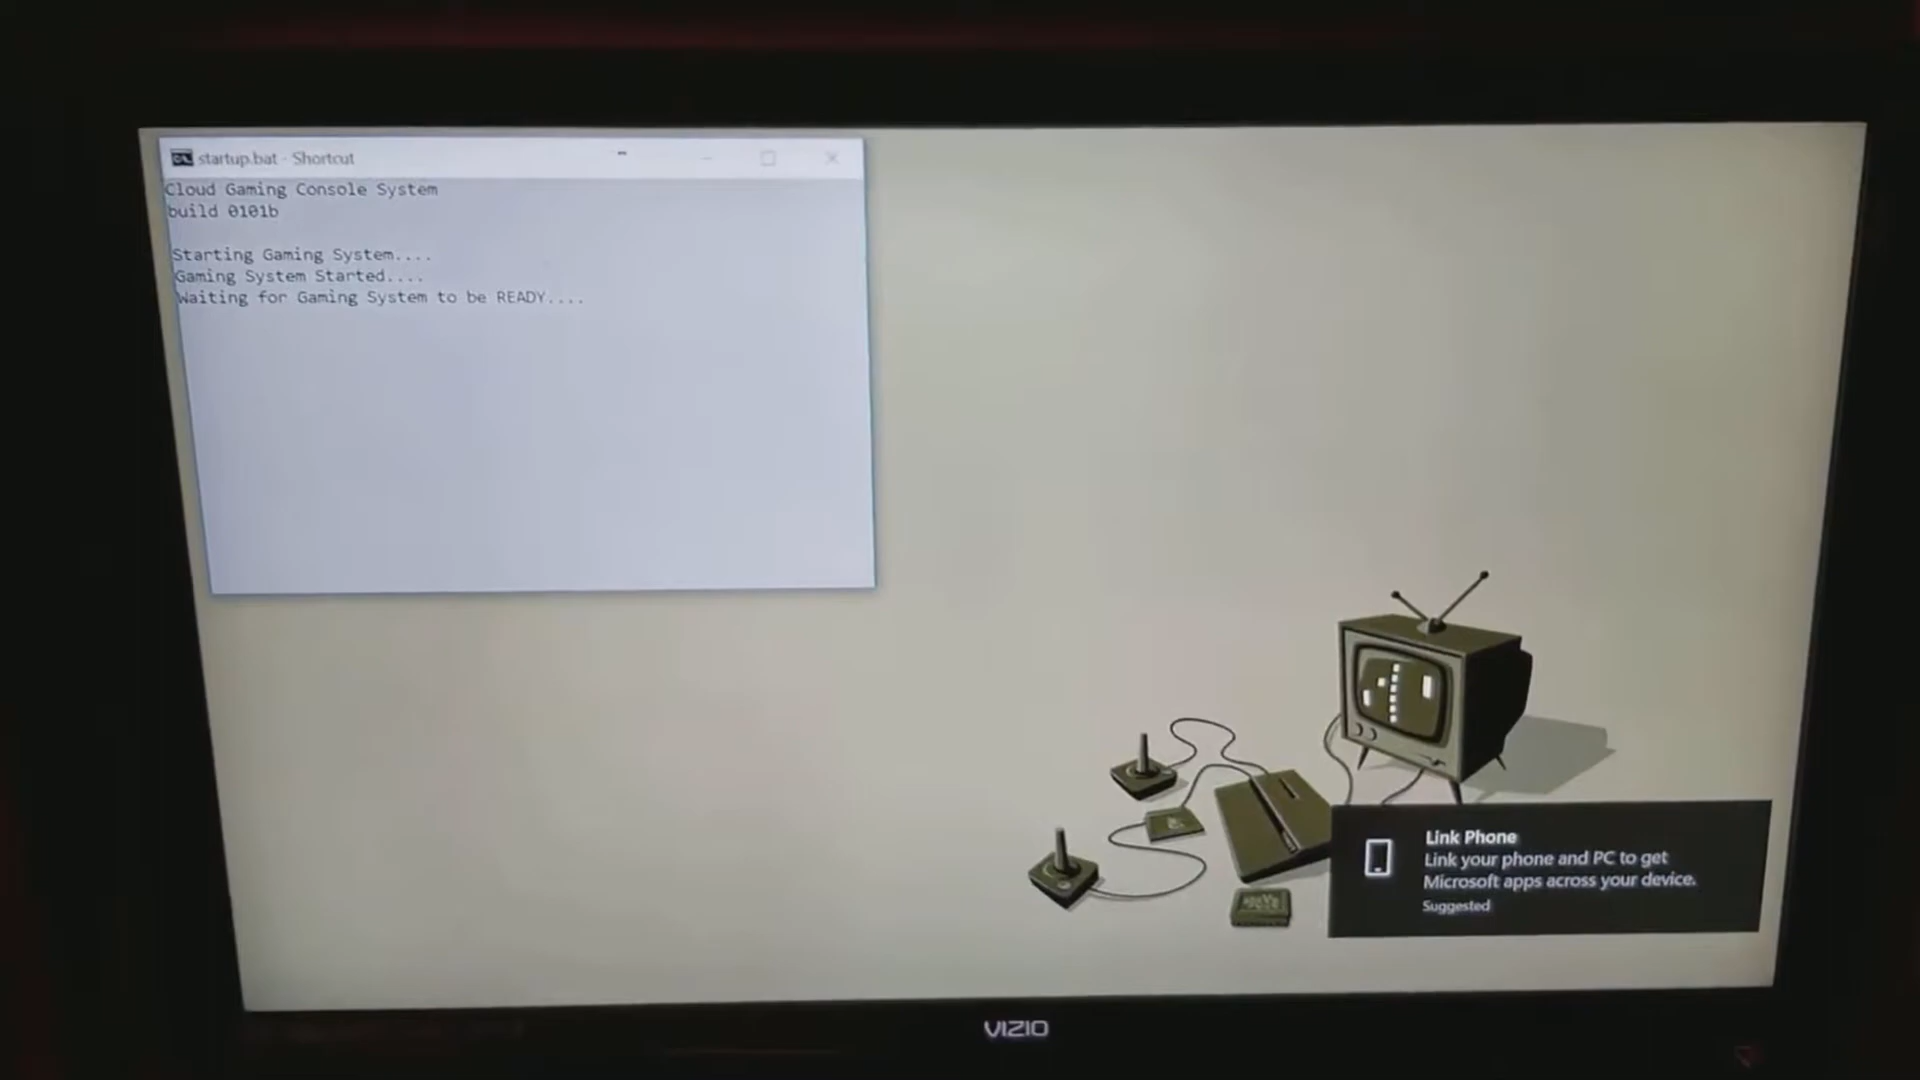 startup.bat - Shortcut
Cloud Gaming Console System
build 0101b
Starting Gaming System....
Gaming System Started....
Waiting for Gaming System to be READY....
Link Phone
Link your phone and PC to get
Microsoft apps across your device.
Suggested
VIZIO